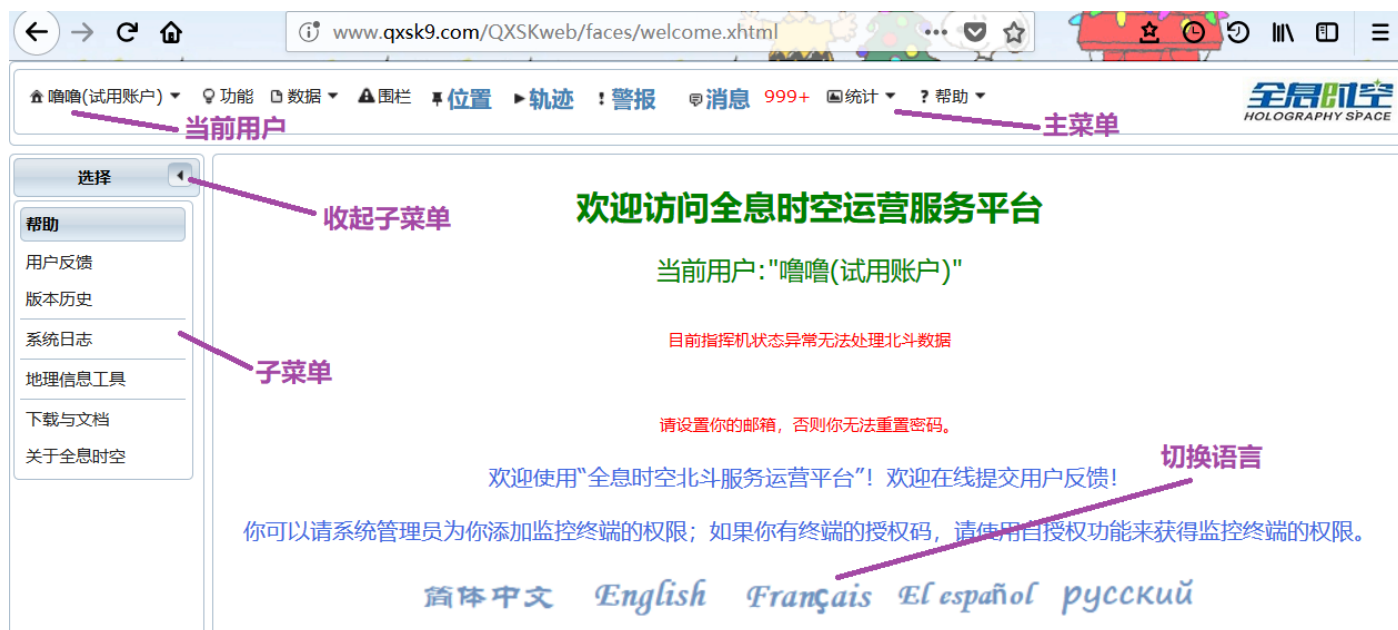 www.qxsk9.com/QXSKweb/faces/welcome.xhtml
噜噜(试用账户) 功能 数据 围栏 位置 轨迹 警报 消息 999+ 统计 ? 帮助
全息时空
HOLOGRAPHY SPACE
当前用户
主菜单
选择
收起子菜单
帮助
用户反馈
版本历史
系统日志
地理信息工具
下载与文档
关于全息时空
子菜单
欢迎访问全息时空运营服务平台
当前用户:"噜噜(试用账户)"
目前指挥机状态异常无法处理北斗数据
请设置你的邮箱，否则你无法重置密码。
切换语言
欢迎使用“全息时空北斗服务运营平台”！欢迎在线提交用户反馈！
你可以请系统管理员为你添加监控终端的权限；如果你有终端的授权码，请使用自授权功能来获得监控终端的权限。
简体中文 English Français El español русский